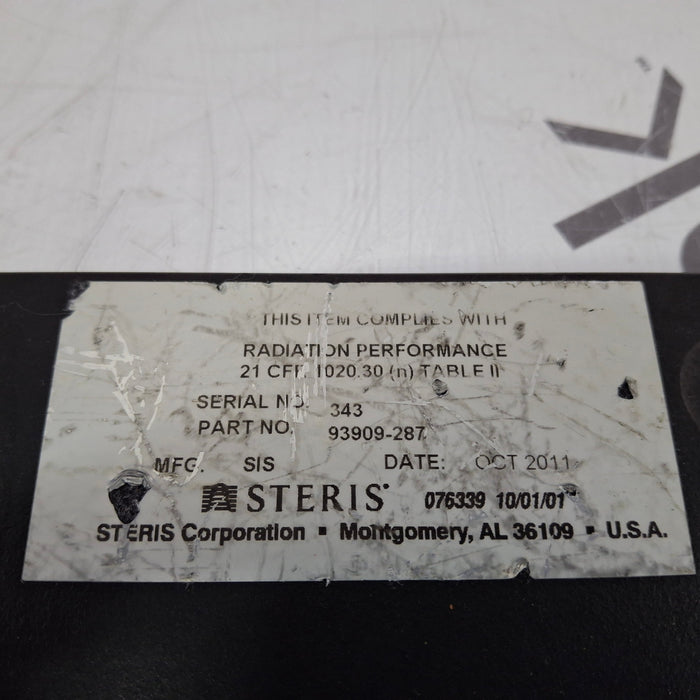 THIS ITEM COMPLIES WITH
RADIATION PERFORMANCE
21 CFR 1020.30 (n) TABLE II
SERIAL NO. 343
PART NO. 93909-287
MFG. SIS DATE: OCT 2011
STERIS 076339 10/01/01
STERIS Corporation ▪ Montgomery, AL 36109 ▪ U.S.A.